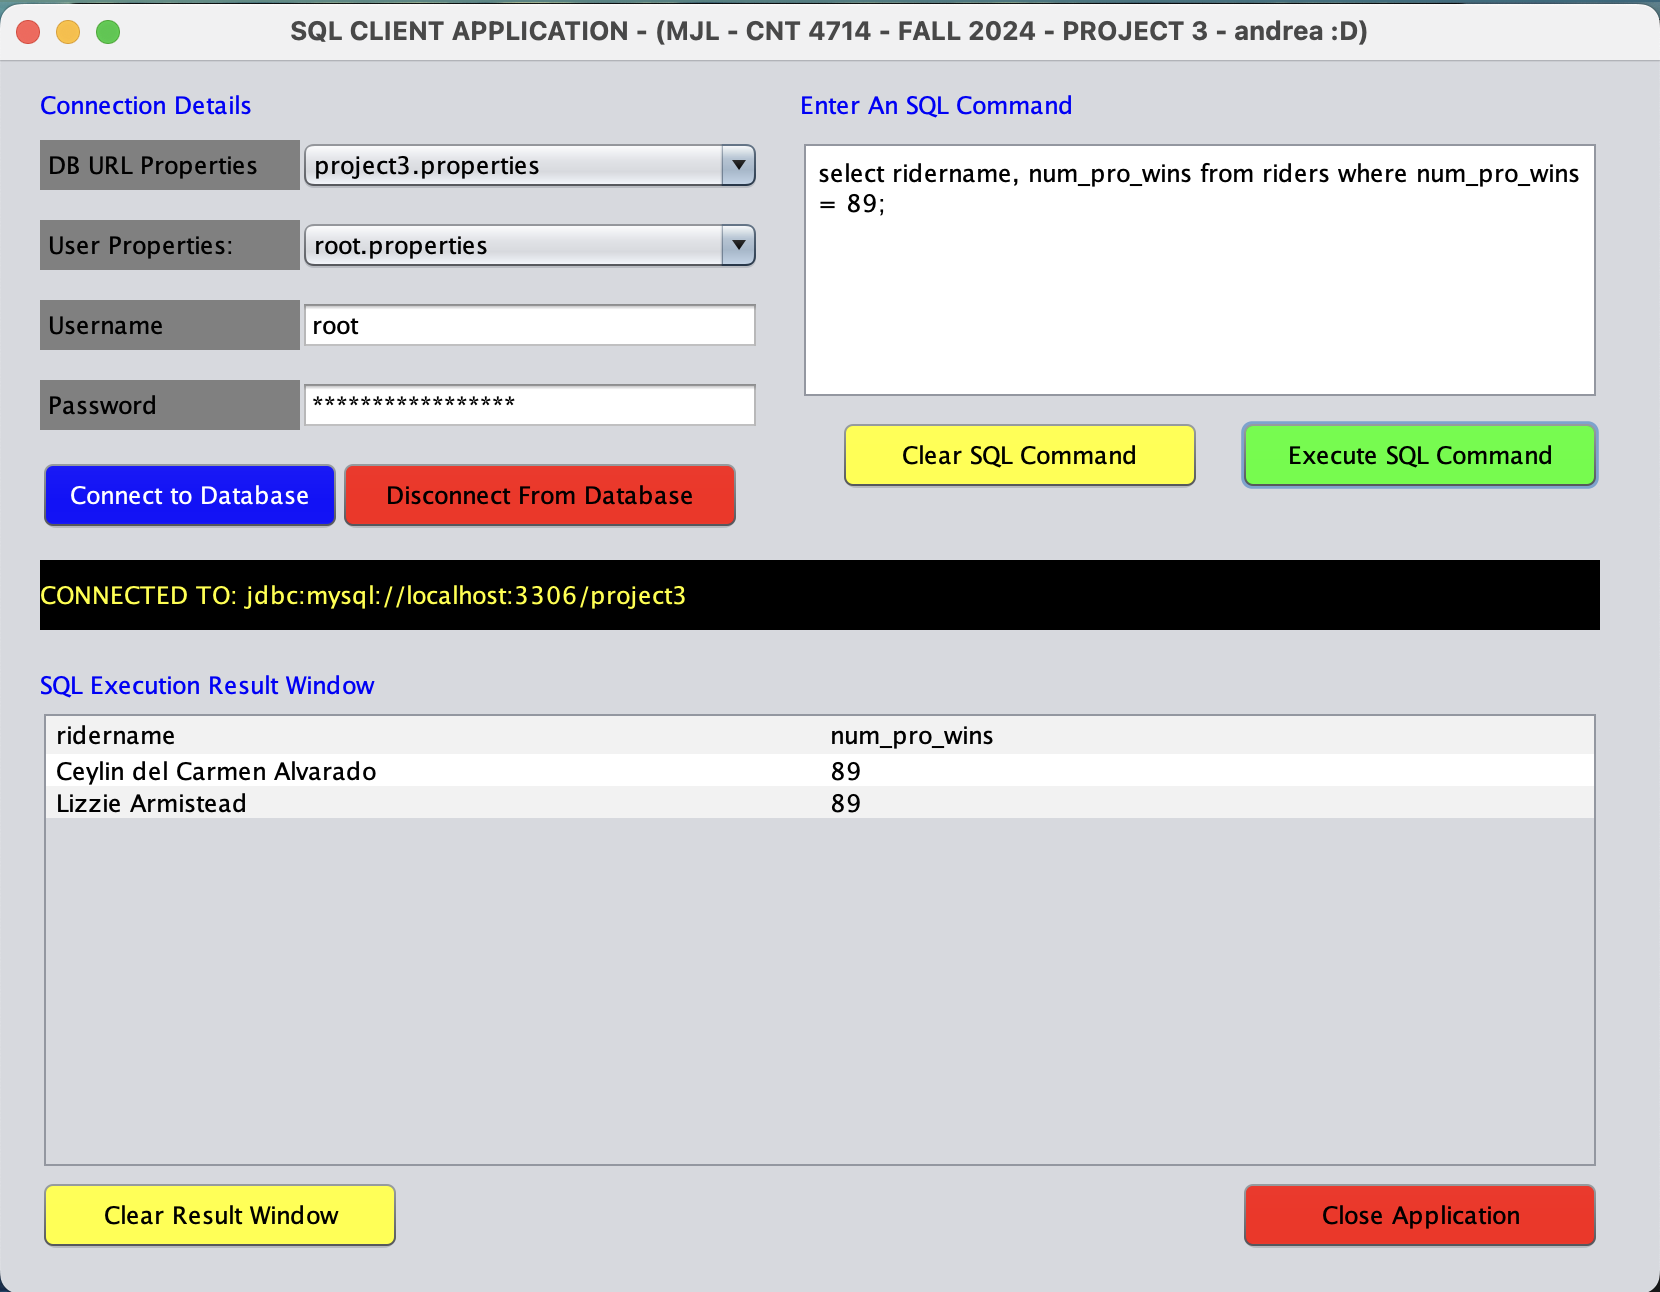 SQL CLIENT APPLICATION - (MJL - CNT 4714 - FALL 2024 - PROJECT 3 - andrea :D)
Connection Details
DB URL Properties
project3.properties
User Properties:
root.properties
Username
root
Password
*****************
Connect to Database
Disconnect From Database
Enter An SQL Command
select ridername, num_pro_wins from riders where num_pro_wins
= 89;
Clear SQL Command
Execute SQL Command
CONNECTED TO: jdbc:mysql://localhost:3306/project3
SQL Execution Result Window
ridername num_pro_wins
Ceylin del Carmen Alvarado 89
Lizzie Armistead 89
Clear Result Window
Close Application